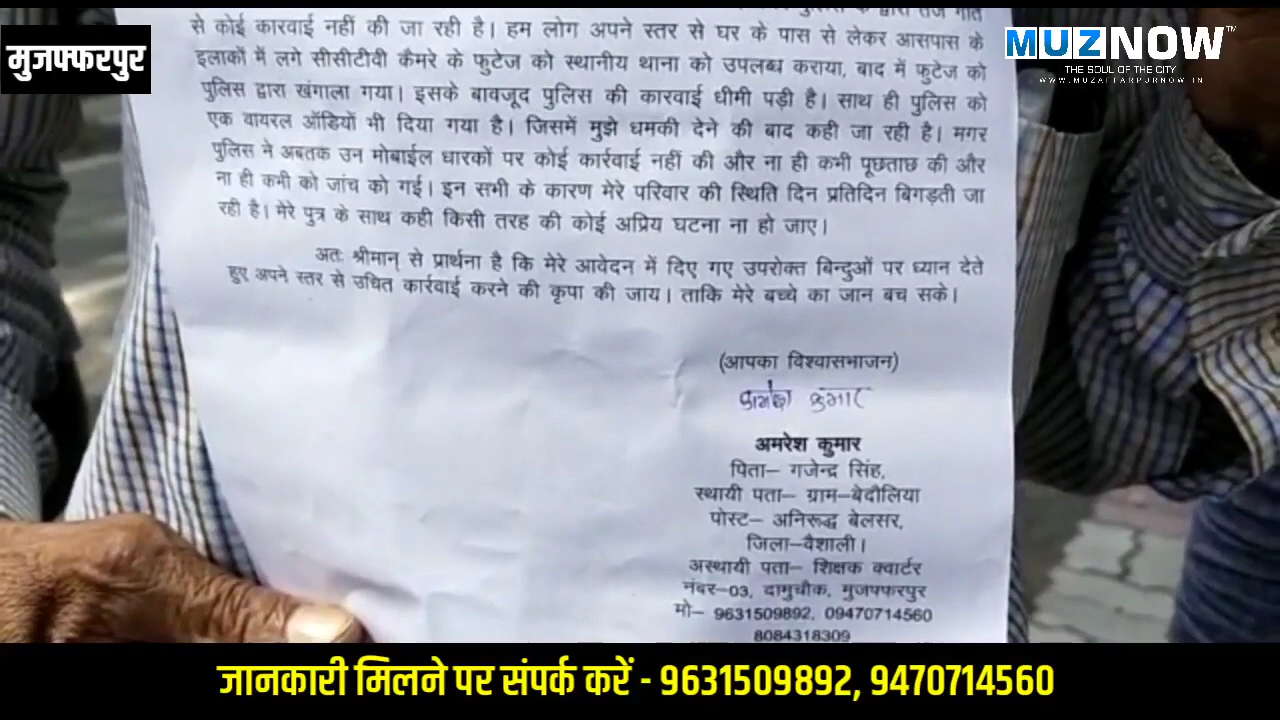 मुजफ्फरपुर
MUZNOW™
THE SOUL OF THE CITY
WWW.MUZAFFARPURNOW.IN
के द्वारा तेज गति
से कोई कारवाई नहीं की जा रही है। हम लोग अपने स्तर से घर के पास से लेकर आसपास के
इलाकों में लगे सीसीटीवी कैमरे के फुटेज को स्थानीय थाना को उपलब्ध कराया, बाद में फुटेज को
पुलिस द्वारा खंगाला गया। इसके बावजूद पुलिस की कारवाई धीमी पड़ी है। साथ ही पुलिस को
एक वायरल ऑडियों भी दिया गया है। जिसमें मुझे धमकी देने की बाद कही जा रही है। मगर
पुलिस ने अबतक उन मोबाईल धारकों पर कोई कार्रवाई नहीं की और ना ही कभी पूछताछ की और
ना ही कभी को जांच को गई। इन सभी के कारण मेरे परिवार की स्थिति दिन प्रतिदिन बिगड़ती जा
रही है। मेरे पुत्र के साथ कही किसी तरह की कोई अप्रिय घटना ना हो जाए।
अतः श्रीमान् से प्रार्थना है कि मेरे आवेदन में दिए गए उपरोक्त बिन्दुओं पर ध्यान देते
हुए अपने स्तर से उचित कार्रवाई करने की कृपा की जाय। ताकि मेरे बच्चे का जान बच सके।
(आपका विश्वासभाजन)
कुमार
अमरेश कुमार
पिता– गजेन्द्र सिंह,
स्थायी पता– ग्राम–बेदौलिया
पोस्ट– अनिरूद्ध बेलसर,
जिला–वैशाली।
अस्थायी पता– शिक्षक क्वार्टर
नंबर–03, दामुचौक, मुजफ्फरपुर
मो– 9631509892, 09470714560
8084318309
जानकारी मिलने पर संपर्क करें - 9631509892, 9470714560